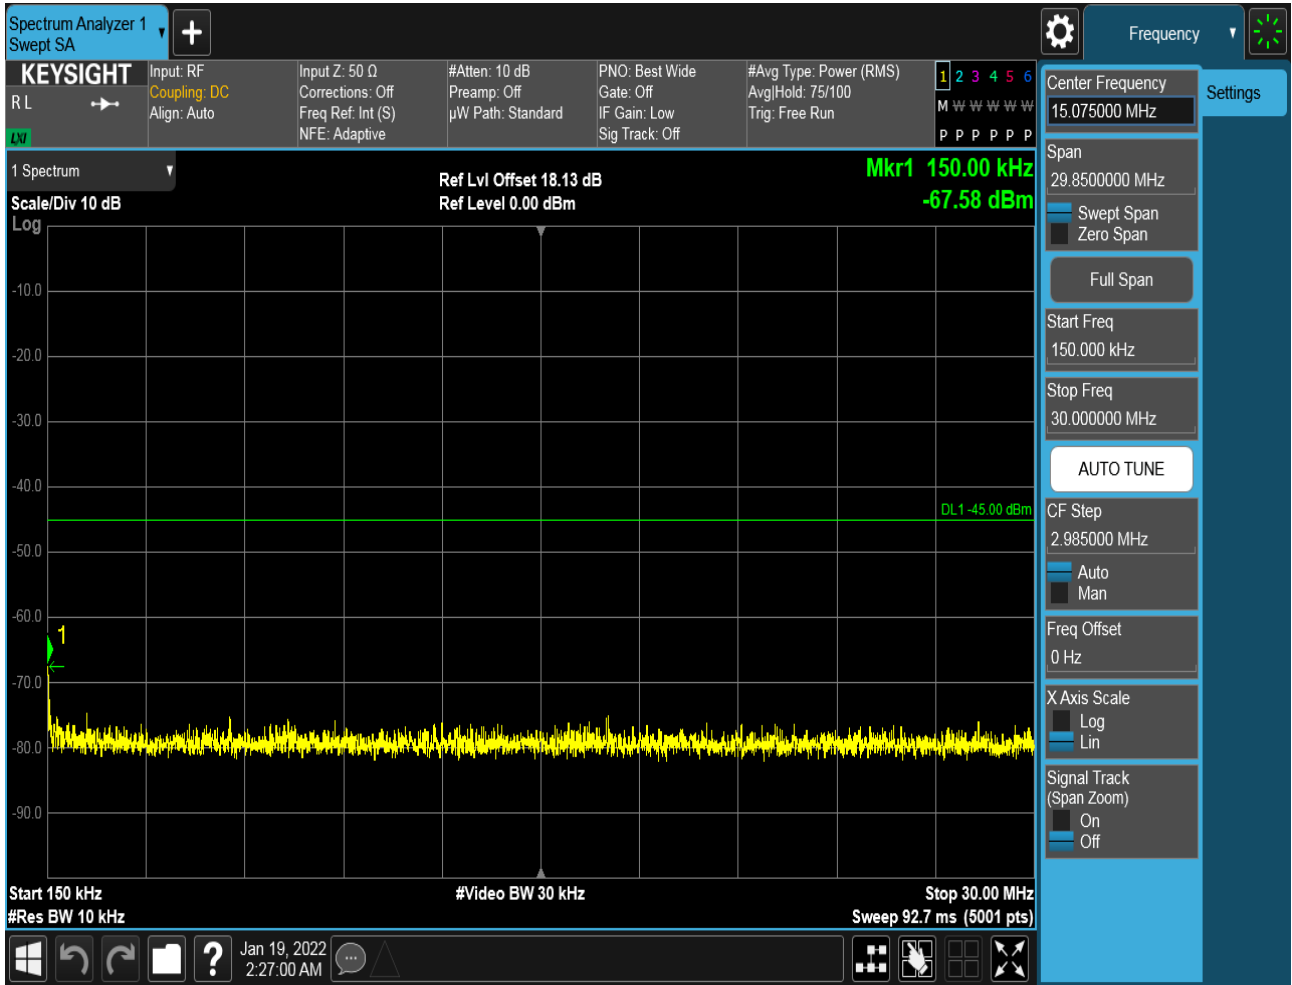 Spectrum Analyzer 1
Swept SA
Frequency
KEYSIGHT
R L
LXI
Input: RF
Coupling: DC
Align: Auto
Input Z: 50 Ω
Corrections: Off
Freq Ref: Int (S)
NFE: Adaptive
#Atten: 10 dB
Preamp: Off
µW Path: Standard
PNO: Best Wide
Gate: Off
IF Gain: Low
Sig Track: Off
#Avg Type: Power (RMS)
Avg|Hold: 75/100
Trig: Free Run
1 2 3 4 5 6
M W W W W W
P P P P P P
1 Spectrum
Scale/Div 10 dB
Log
Ref Lvl Offset 18.13 dB
Ref Level 0.00 dBm
Mkr1 150.00 kHz
-67.58 dBm
-10.0
-20.0
-30.0
-40.0
DL1 -45.00 dBm
-50.0
-60.0
1
-70.0
-80.0
-90.0
Start 150 kHz
#Res BW 10 kHz
#Video BW 30 kHz
Stop 30.00 MHz
Sweep 92.7 ms (5001 pts)
Center Frequency
15.075000 MHz
Settings
Span
29.8500000 MHz
Swept Span
Zero Span
Full Span
Start Freq
150.000 kHz
Stop Freq
30.000000 MHz
AUTO TUNE
CF Step
2.985000 MHz
Auto
Man
Freq Offset
0 Hz
X Axis Scale
Log
Lin
Signal Track
(Span Zoom)
On
Off
?
Jan 19, 2022
2:27:00 AM